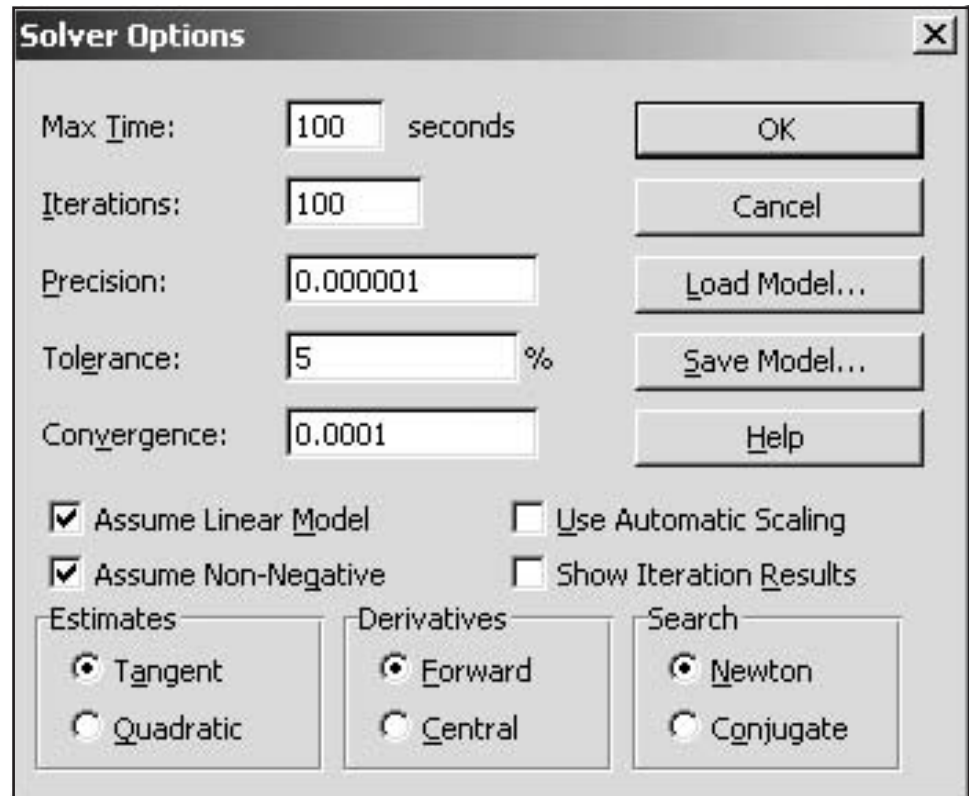 Solver Options
Max Time: 100 seconds
OK
Iterations: 100
Cancel
Precision: 0.000001
Load Model...
Tolerance: 5 %
Save Model...
Convergence: 0.0001
Help
Assume Linear Model
Use Automatic Scaling
Assume Non-Negative
Show Iteration Results
Estimates
Tangent
Quadratic
Derivatives
Forward
Central
Search
Newton
Conjugate